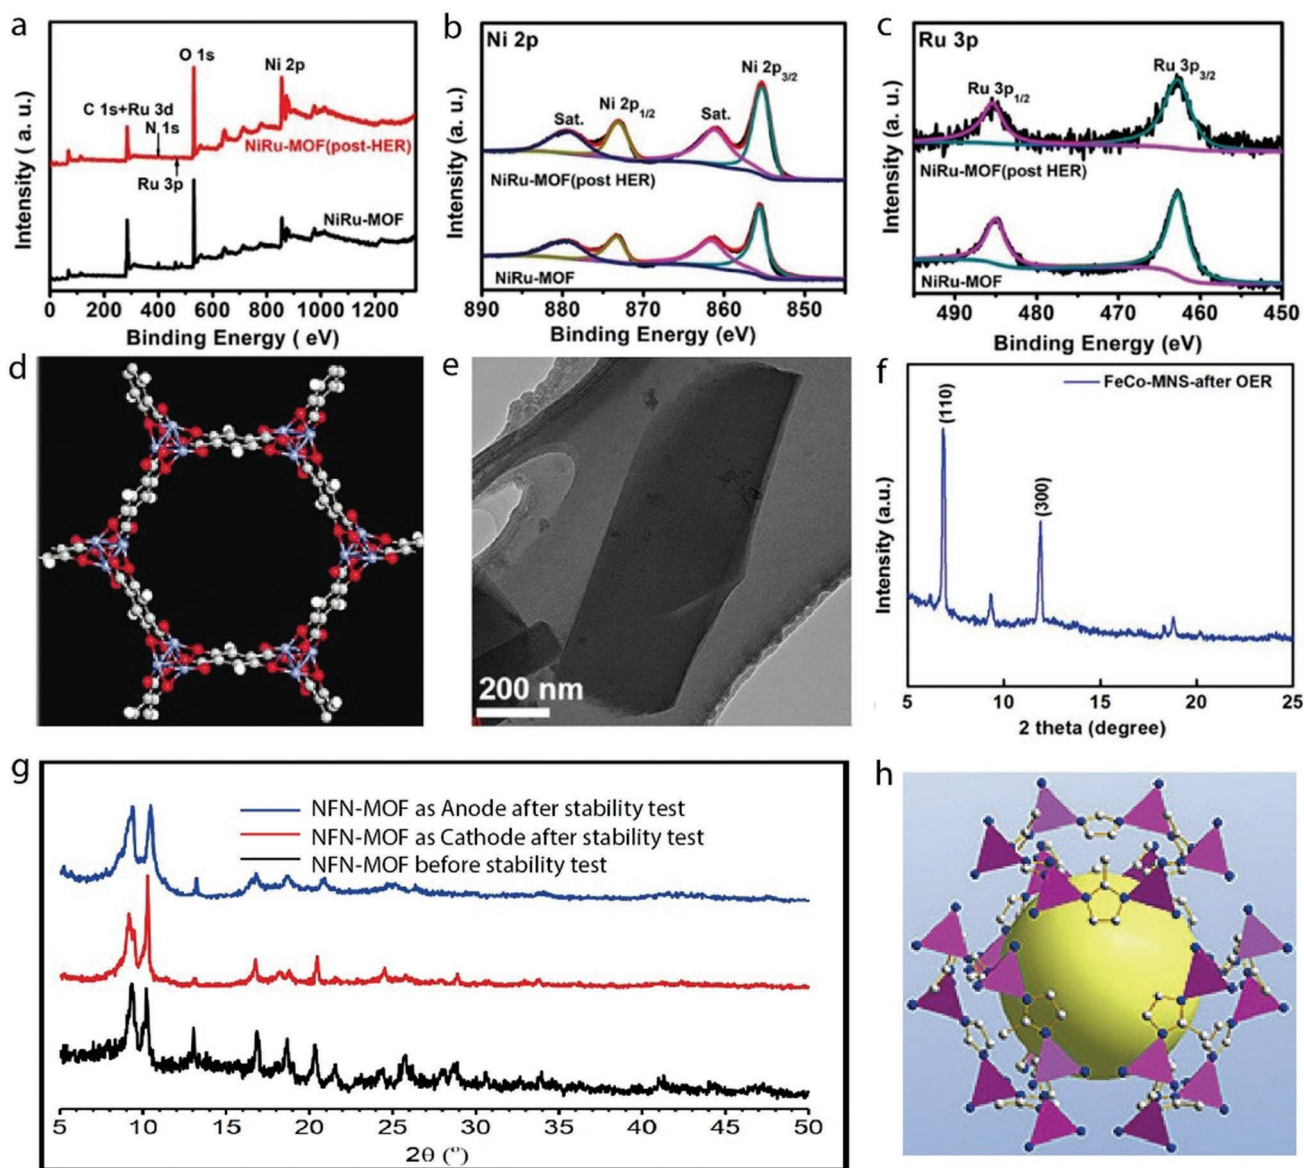 a
Intensity ( a. u.)
O 1s
Ni 2p
C 1s+Ru 3d
N 1s
NiRu-MOF(post-HER)
Ru 3p
NiRu-MOF
0 200 400 600 800 1000 1200
Binding Energy ( eV)
b
Intensity (a. u.)
Ni 2p
Ni 2p3/2
Ni 2p1/2
Sat.
Sat.
NiRu-MOF(post HER)
NiRu-MOF
890 880 870 860 850
Binding Energy (eV)
c
Intensity (a. u.)
Ru 3p
Ru 3p3/2
Ru 3p1/2
NiRu-MOF(post HER)
NiRu-MOF
490 480 470 460 450
Binding Energy (eV)
d
e
200 nm
f
Intensity (a.u.)
FeCo-MNS-after OER
(110)
(300)
5 10 15 20 25
2 theta (degree)
g
NFN-MOF as Anode after stability test
NFN-MOF as Cathode after stability test
NFN-MOF before stability test
5 10 15 20 25 30 35 40 45 50
2θ (°)
h